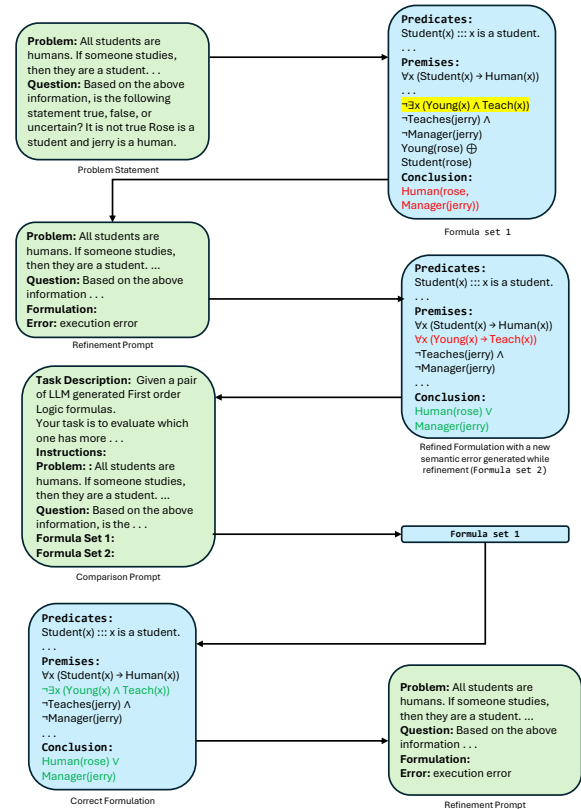 Problem: All students are
humans. If someone studies,
then they are a student. . .
Question: Based on the above
information, is the following
statement true, false, or
uncertain? It is not true Rose is a
student and jerry is a human.
Problem Statement
Predicates:
Student(x) ::: x is a student.
. . .
Premises:
∀x (Student(x) → Human(x))
. . .
¬∃x (Young(x) ∧ Teach(x))
¬Teaches(jerry) ∧
¬Manager(jerry)
Young(rose) ⊕
Student(rose)
Conclusion:
Human(rose,
Manager(jerry))
Formula set 1
Problem: All students are
humans. If someone studies,
then they are a student. ...
Question: Based on the above
information . . .
Formulation:
Error: execution error
Refinement Prompt
Predicates:
Student(x) ::: x is a student.
. . .
Premises:
∀x (Student(x) → Human(x))
∀x (Young(x) → Teach(x))
¬Teaches(jerry) ∧
¬Manager(jerry)
. . .
Conclusion:
Human(rose) ∨
Manager(jerry)
Refined Formulation with a new
semantic error generated while
refinement (Formula set 2)
Task Description: Given a pair
of LLM generated First order
Logic formulas.
Your task is to evaluate which
one has more . . .
Instructions:
Problem: : All students are
humans. If someone studies,
then they are a student. ...
Question: Based on the above
information, is the . . .
Formula Set 1:
Formula Set 2:
Comparison Prompt
Formula set 1
Predicates:
Student(x) ::: x is a student.
. . .
Premises:
∀x (Student(x) → Human(x))
¬∃x (Young(x) ∧ Teach(x))
¬Teaches(jerry) ∧
¬Manager(jerry)
. . .
Conclusion:
Human(rose) ∨
Manager(jerry)
Correct Formulation
Problem: All students are
humans. If someone studies,
then they are a student. ...
Question: Based on the above
information . . .
Formulation:
Error: execution error
Refinement Prompt